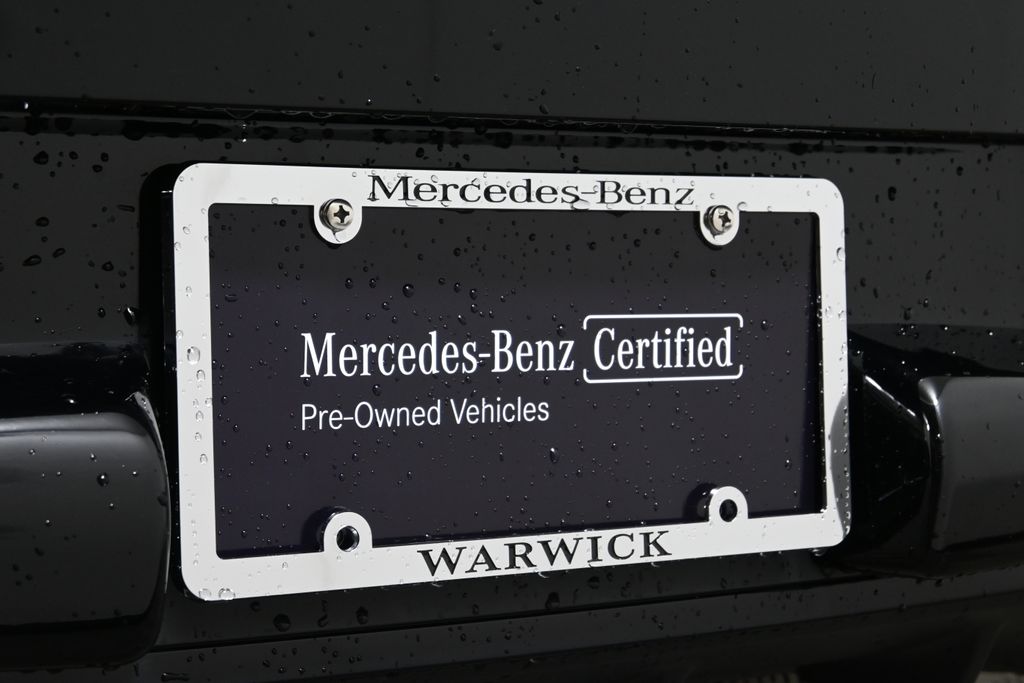 Mercedes-Benz
Mercedes-Benz Certified
Pre-Owned Vehicles
WARWICK